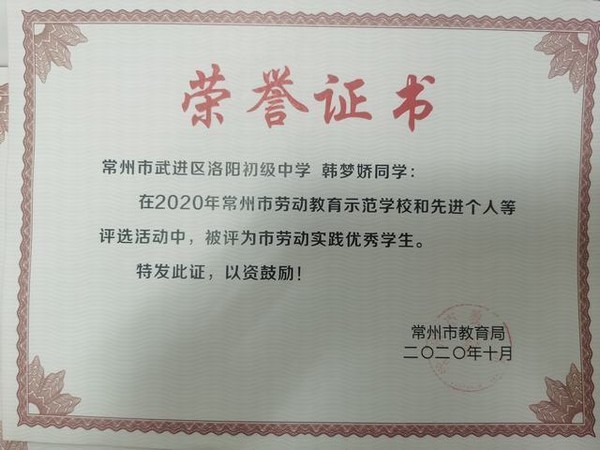 荣誉证书
常州市武进区洛阳初级中学 韩梦娇同学：
在2020年常州市劳动教育示范学校和先进个人等
评选活动中，被评为市劳动实践优秀学生。
特发此证，以资鼓励！
常州市教育局
二〇二〇年十月